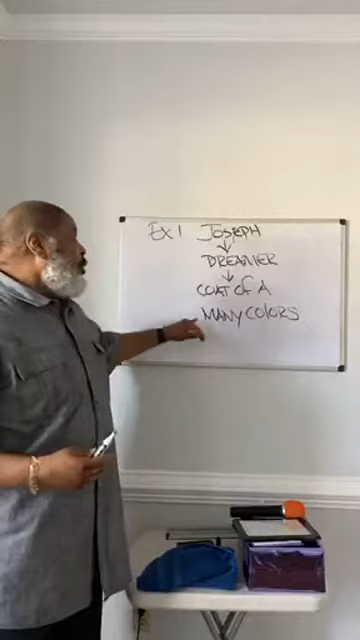 Ex 1 JOSEPH
↓
DREAMER
↓
COAT OF A
MANY COLORS